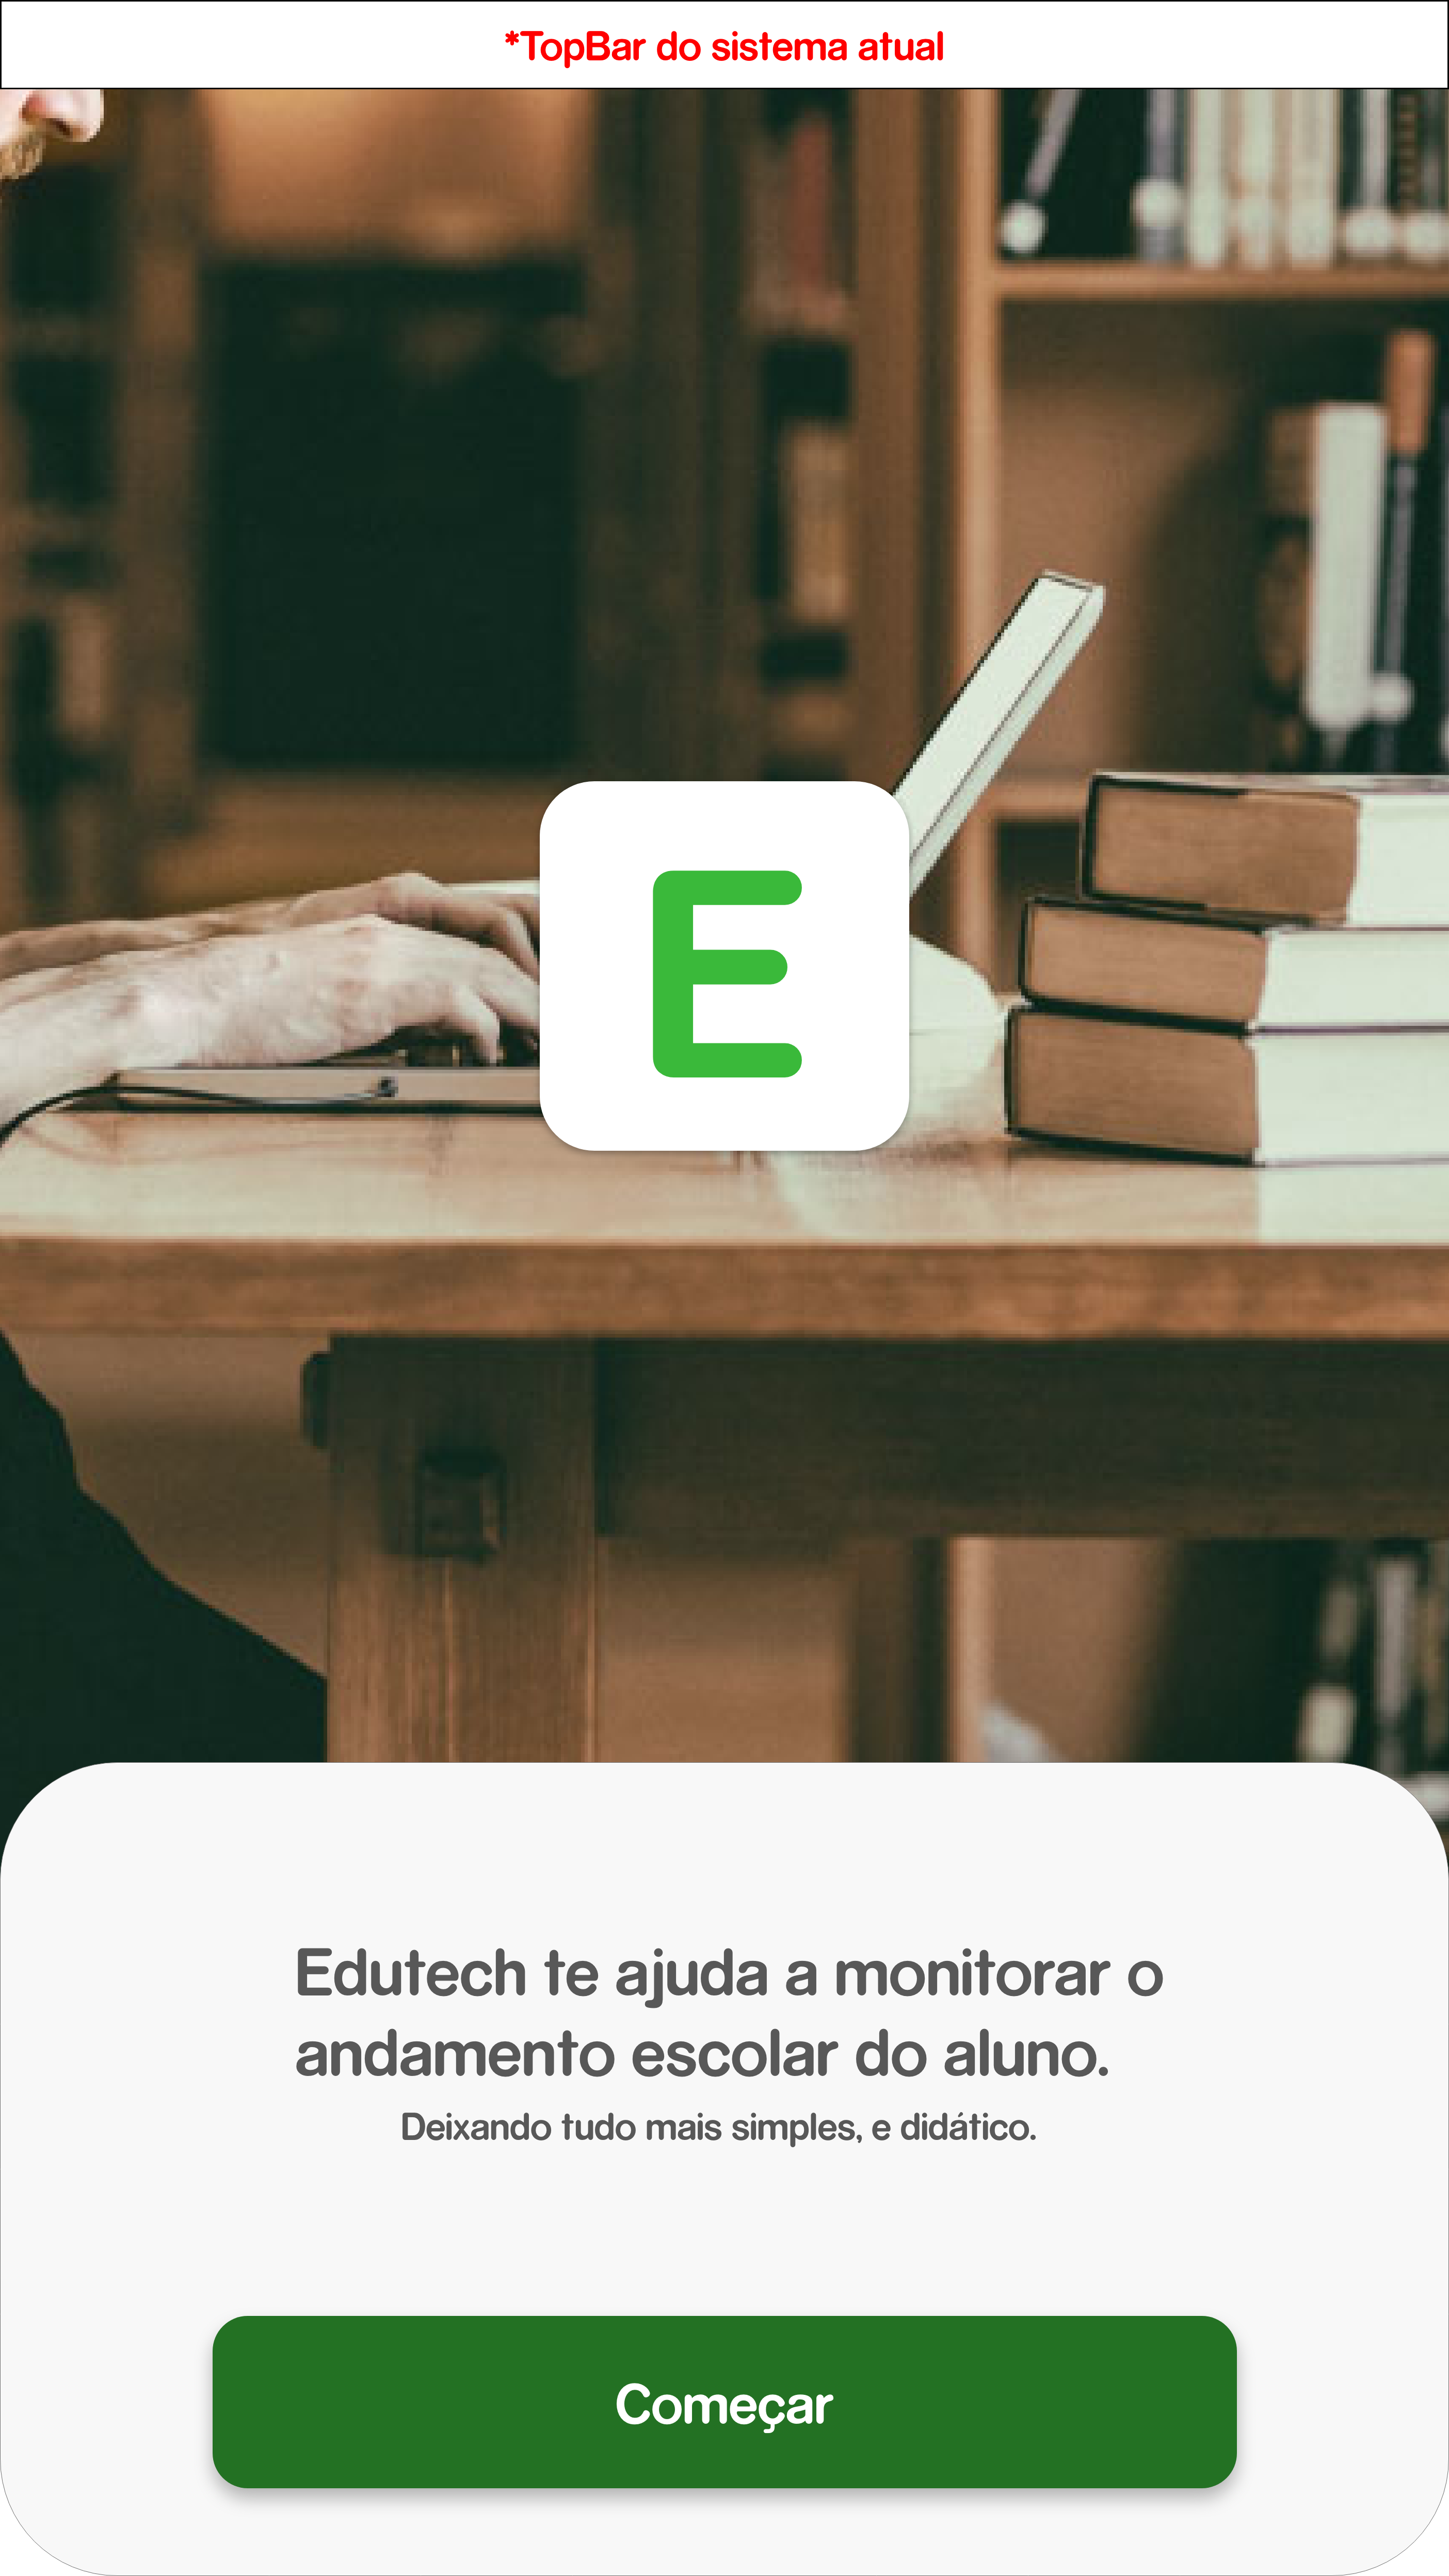 *TopBar do sistema atual
E
Edutech te ajuda a monitorar o
andamento escolar do aluno.
Deixando tudo mais simples, e didático.
Começar